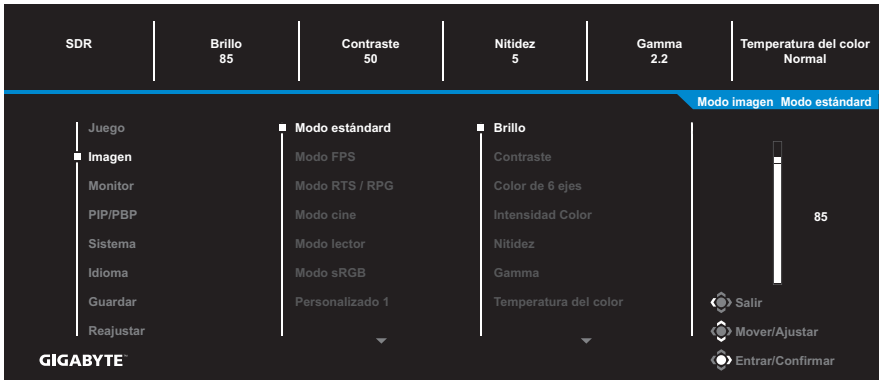 SDR
Brillo
85
Contraste
50
Nitidez
5
Gamma
2.2
Temperatura del color
Normal
Modo imagen Modo estándard
Juego
Imagen
Monitor
PIP/PBP
Sistema
Idioma
Guardar
Reajustar
Modo estándard
Modo FPS
Modo RTS / RPG
Modo cine
Modo lector
Modo sRGB
Personalizado 1
Brillo
Contraste
Color de 6 ejes
Intensidad Color
Nitidez
Gamma
Temperatura del color
85
Salir
Mover/Ajustar
Entrar/Confirmar
GIGABYTE™